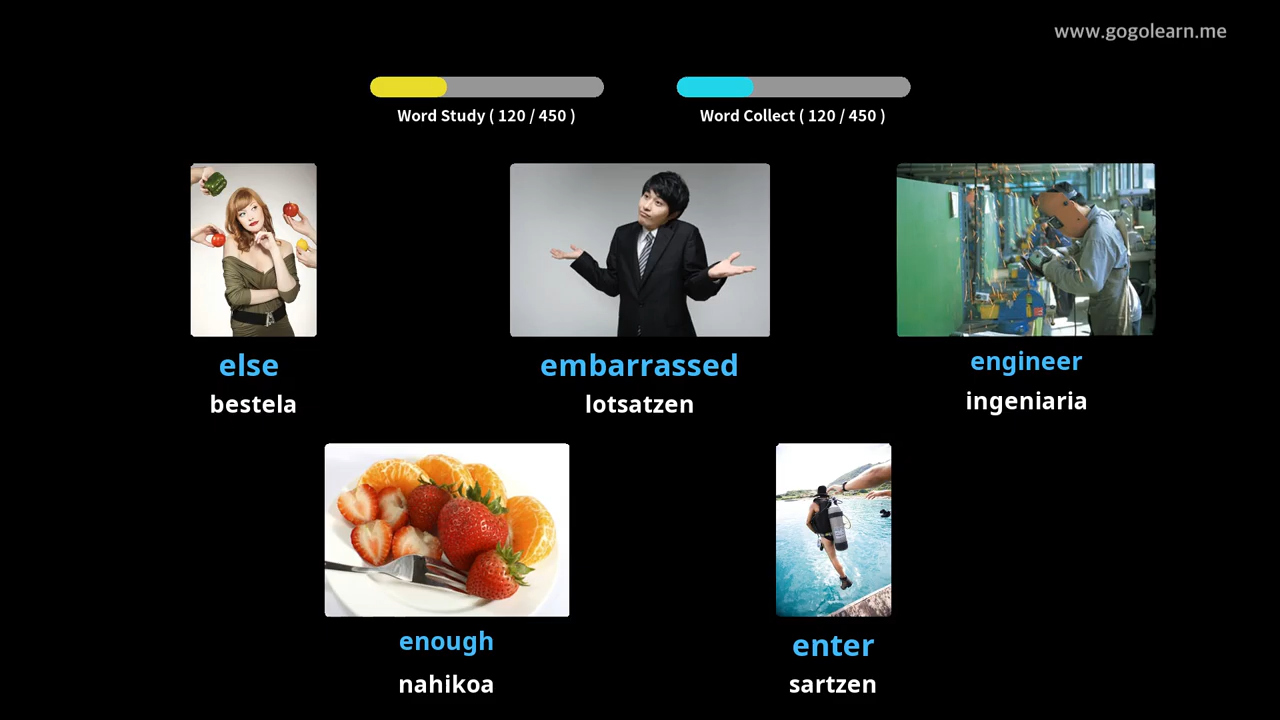 www.gogolearn.me
Word Study ( 120 / 450 )
Word Collect ( 120 / 450 )
else
embarrassed
engineer
bestela
lotsatzen
ingeniaria
enough
enter
nahikoa
sartzen